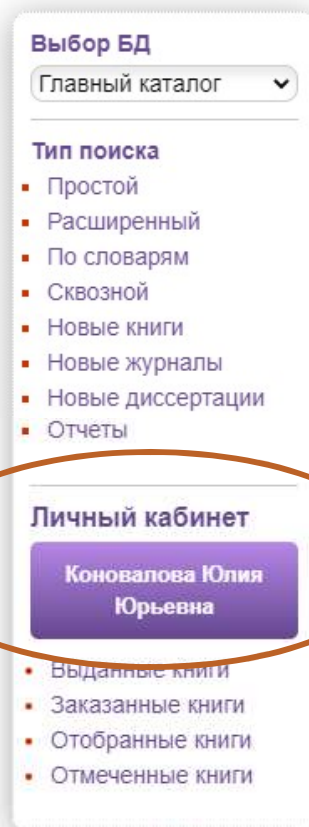 Выбор БД
Главный каталог
Тип поиска
Простой
Расширенный
По словарям
Сквозной
Новые книги
Новые журналы
Новые диссертации
Отчеты
Личный кабинет
Коновалова Юлия
Юрьевна
Выданные книги
Заказанные книги
Отобранные книги
Отмеченные книги